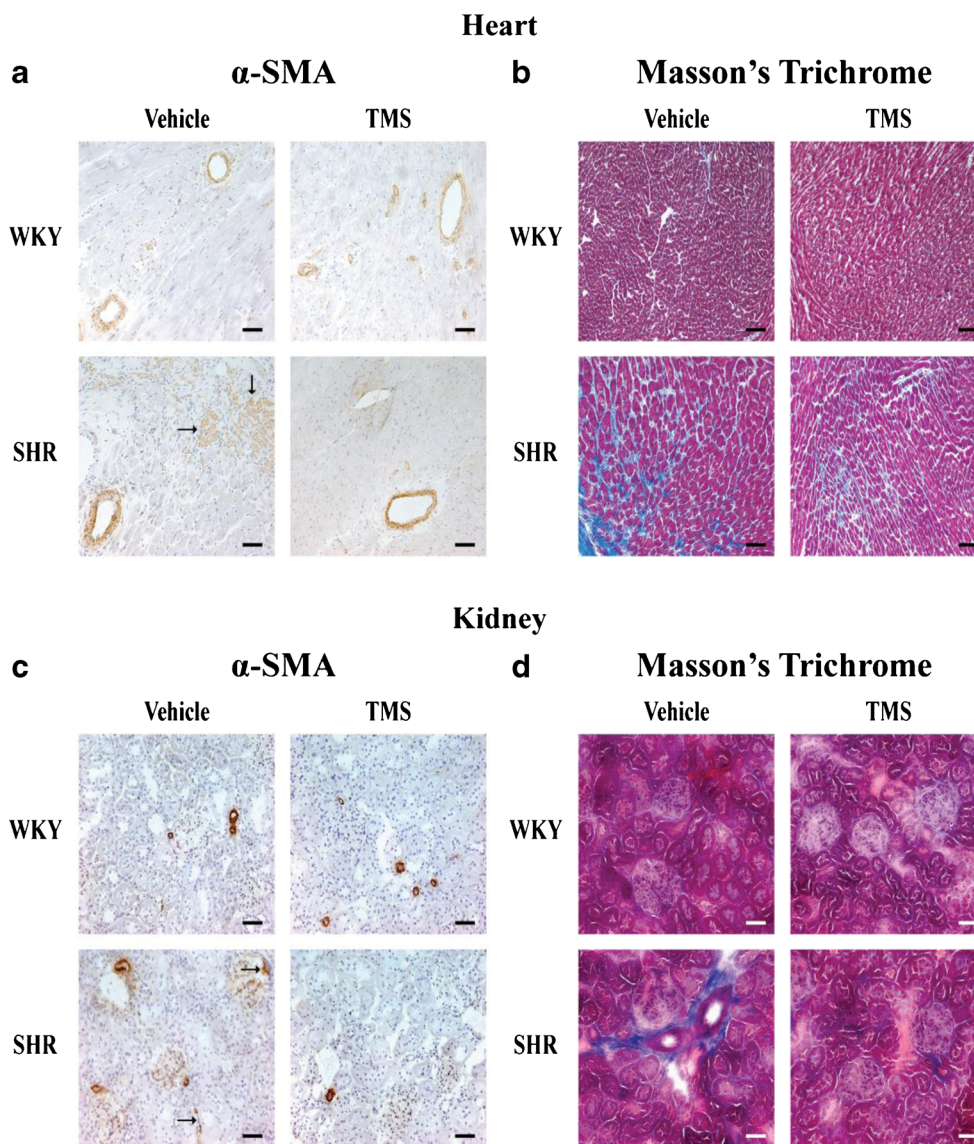 Heart
a α-SMA b Masson's Trichrome
Vehicle TMS Vehicle TMS
WKY WKY
SHR SHR
Kidney
c α-SMA d Masson's Trichrome
Vehicle TMS Vehicle TMS
WKY WKY
SHR SHR